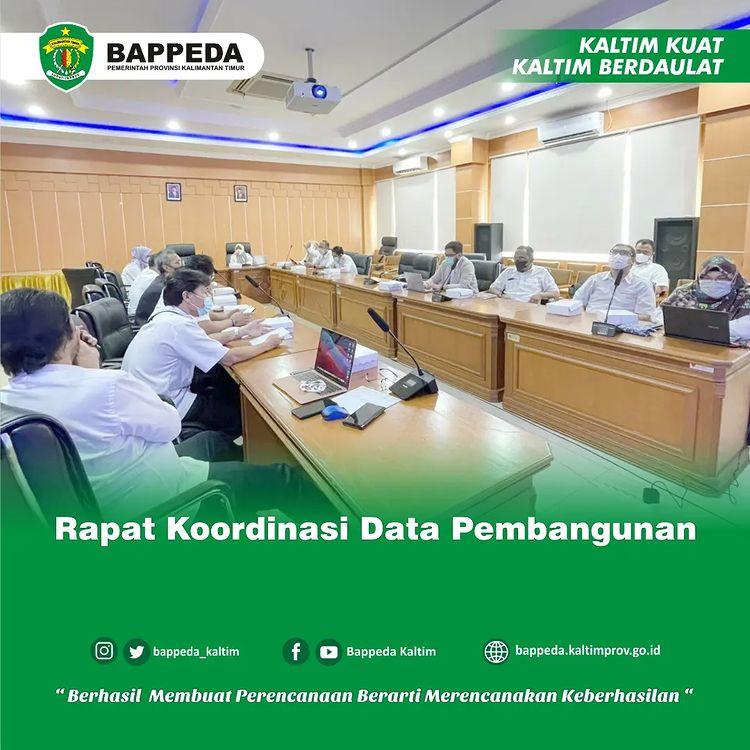 BAPPEDA
PEMERINTAH PROVINSI KALIMANTAN TIMUR
KALTIM KUAT
KALTIM BERDAULAT
Rapat Koordinasi Data Pembangunan
bappeda_kaltim
Bappeda Kaltim
bappeda.kaltimprov.go.id
“ Berhasil Membuat Perencanaan Berarti Merencanakan Keberhasilan “